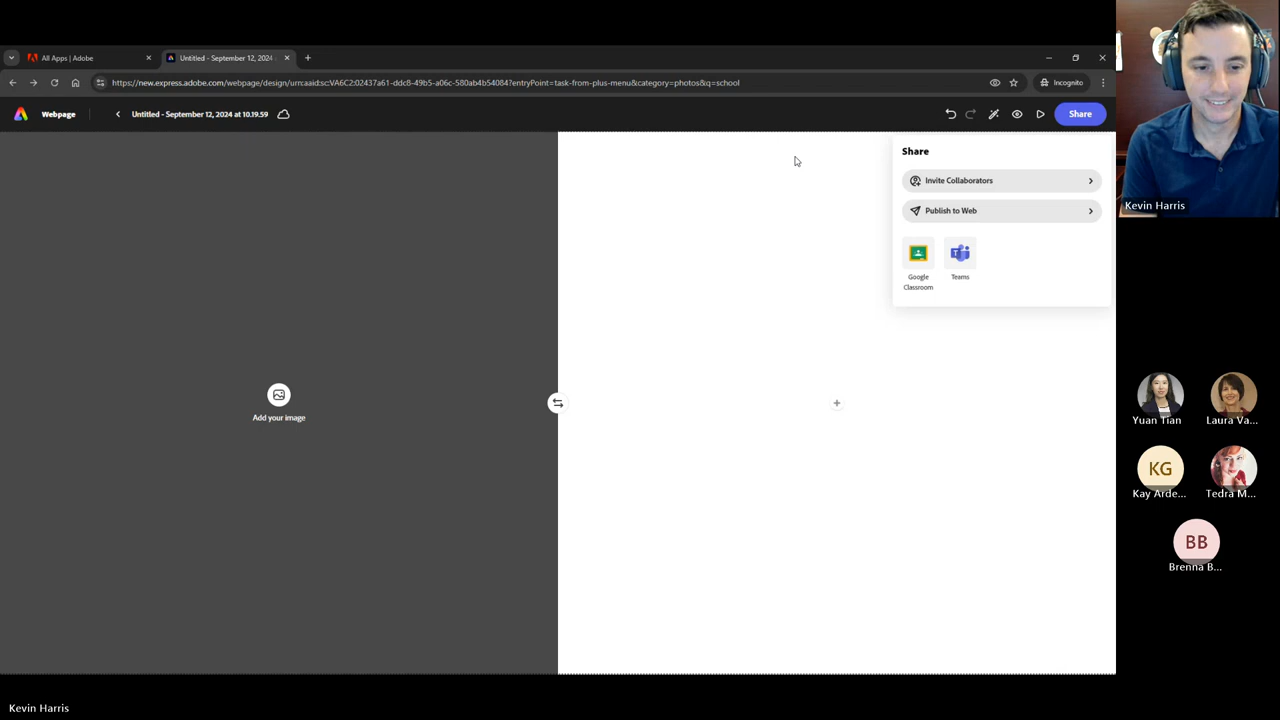 All Apps | Adobe
Untitled - September 12, 2024
https://new.express.adobe.com/webpage/design/urn:aaid:sc:VA6C2:02437a61-ddc8-49b5-a06c-580ab4b54084?entryPoint=task-from-plus-menu&category=photos&q=school
Incognito
Webpage
Untitled - September 12, 2024 at 10.19.59
Share
Share
Invite Collaborators
Publish to Web
Google
Classroom
Teams
Add your image
Kevin Harris
Yuan Tian
Laura Va...
KG
Kay Arde...
Tedra M...
BB
Brenna B...
Kevin Harris